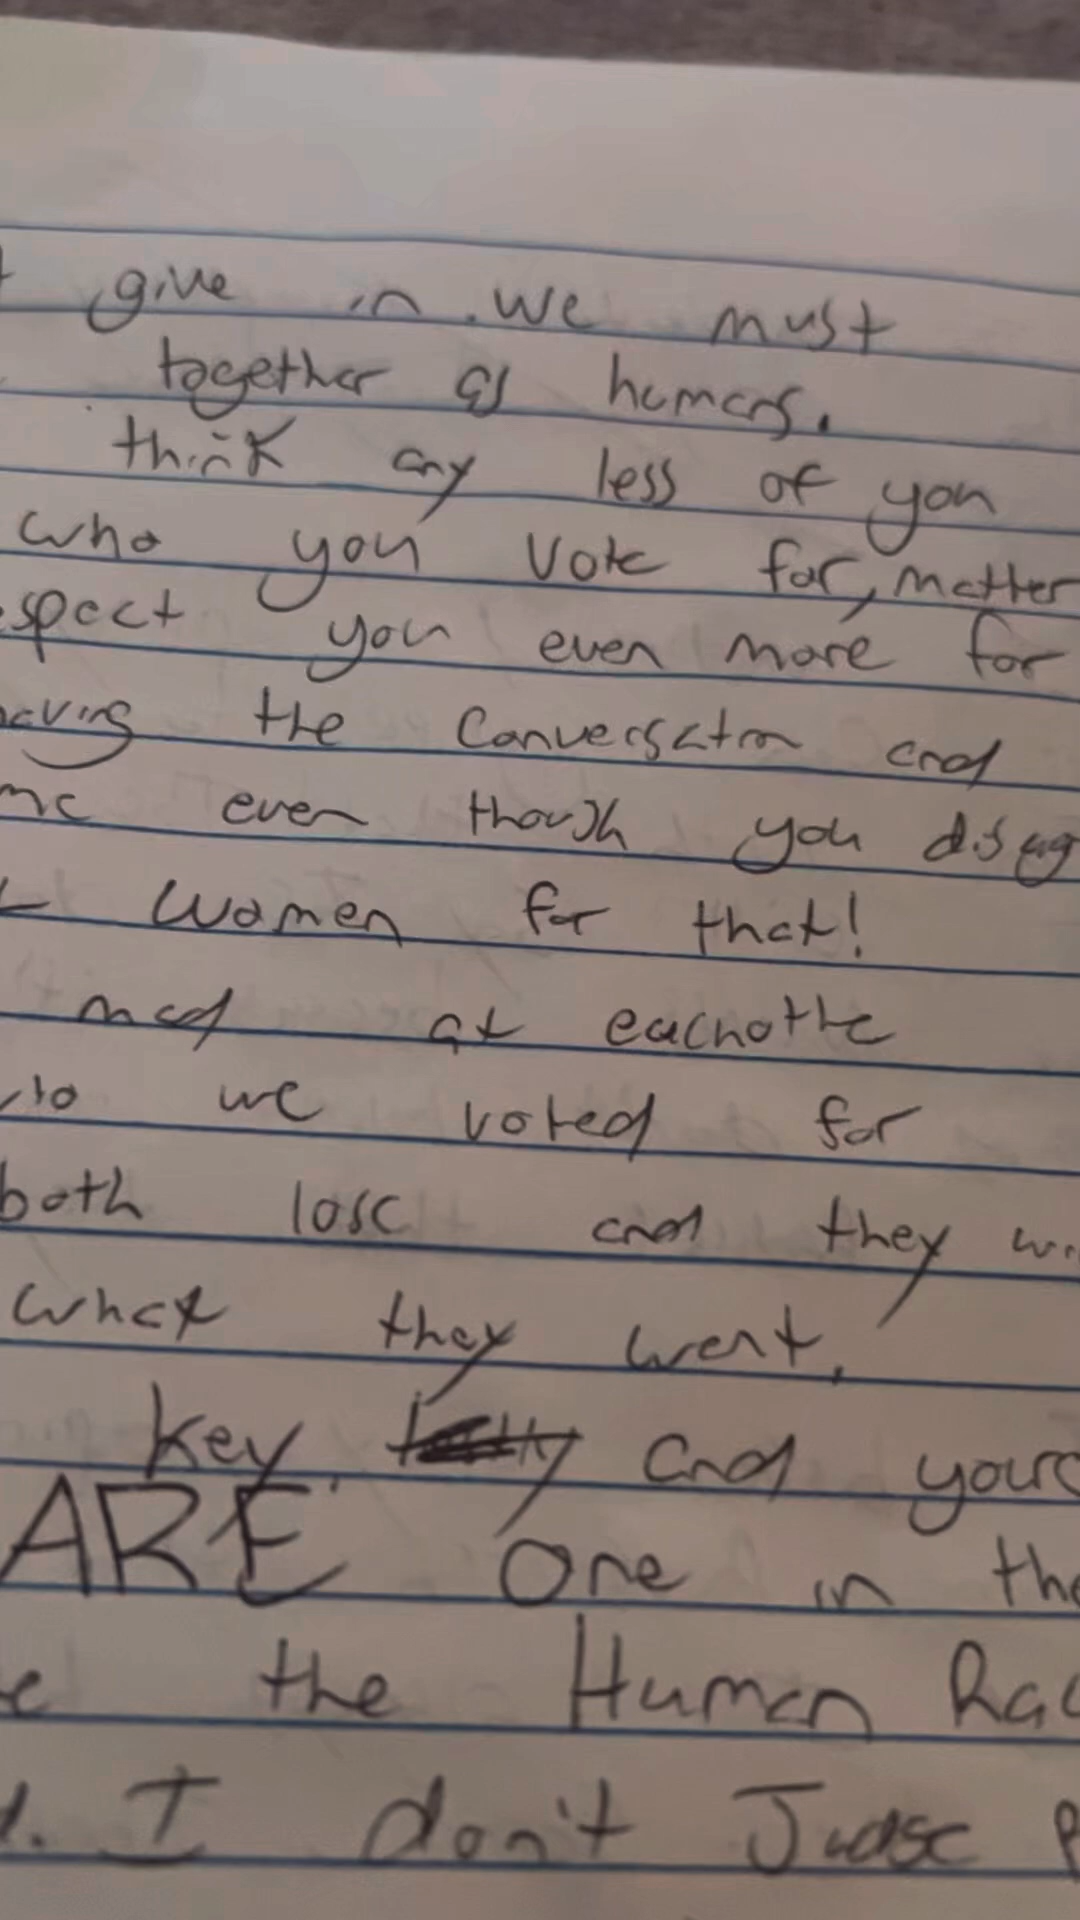 give in we must
together as humans.
think any less of you
who you vote for, matter
spect you even more for
aving the conversation and
me even though you disag
women for that!
mad at eachothe
we voted for
both lose and they wi
what they want.
key. and your
ARE one in the
the Human Rac
. I don't Judge P